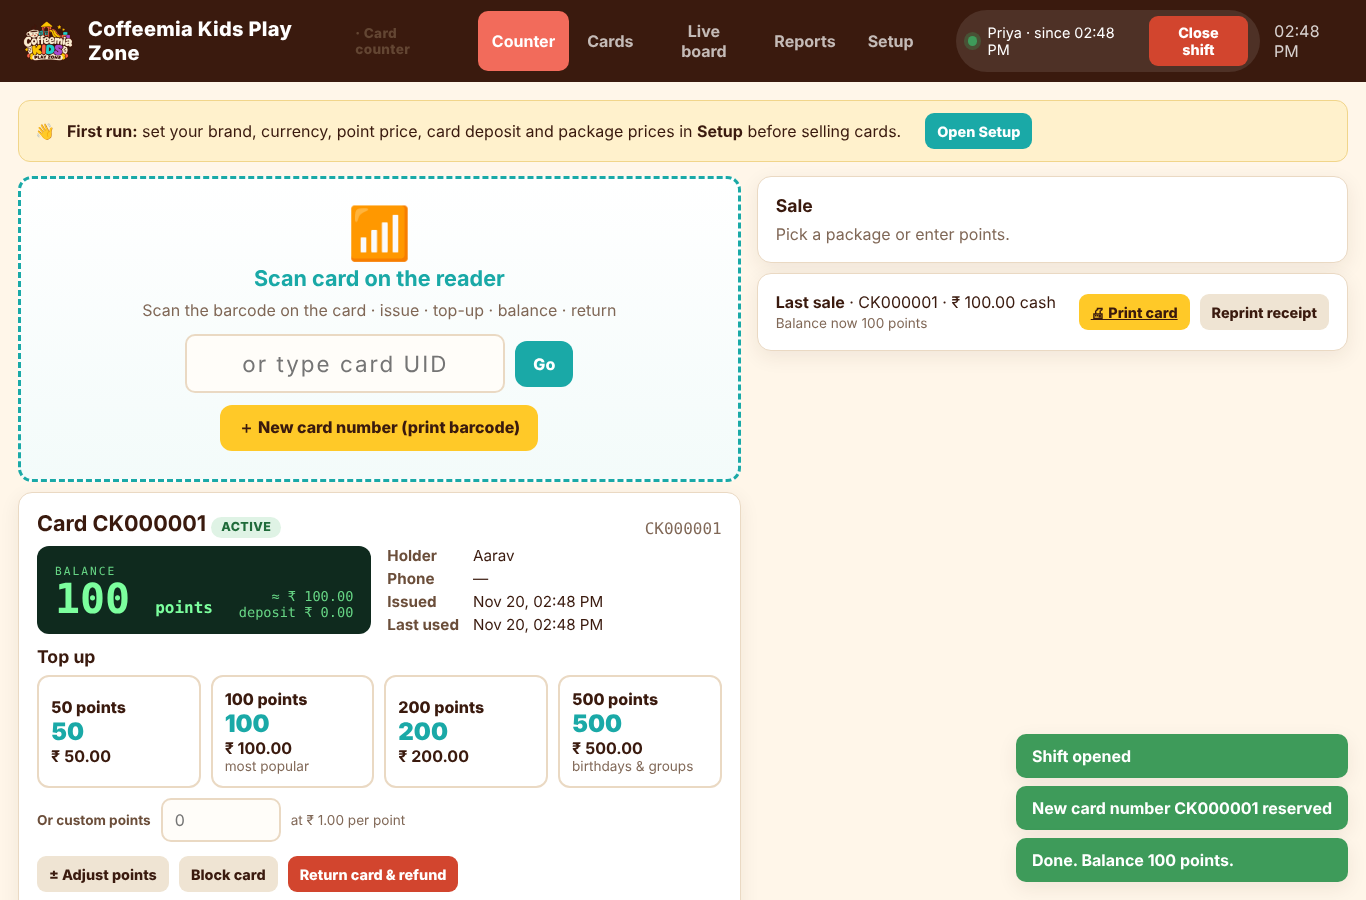 Coffeemia KIDS PLAY ZONE
Coffeemia Kids Play
Zone
· Card
counter
Counter
Cards
Live
board
Reports
Setup
Priya · since 02:48
PM
Close
shift
02:48
PM
First run: set your brand, currency, point price, card deposit and package prices in Setup before selling cards.
Open Setup
Scan card on the reader
Scan the barcode on the card · issue · top-up · balance · return
or type card UID
Go
+ New card number (print barcode)
Sale
Pick a package or enter points.
Last sale · CK000001 · ₹ 100.00 cash
Balance now 100 points
Print card
Reprint receipt
Card CK000001 ACTIVE
CK000001
BALANCE
100 points
≈ ₹ 100.00
deposit ₹ 0.00
Holder Aarav
Phone —
Issued Nov 20, 02:48 PM
Last used Nov 20, 02:48 PM
Top up
50 points
50
₹ 50.00
100 points
100
₹ 100.00
most popular
200 points
200
₹ 200.00
500 points
500
₹ 500.00
birthdays & groups
Or custom points 0 at ₹ 1.00 per point
± Adjust points
Block card
Return card & refund
Shift opened
New card number CK000001 reserved
Done. Balance 100 points.